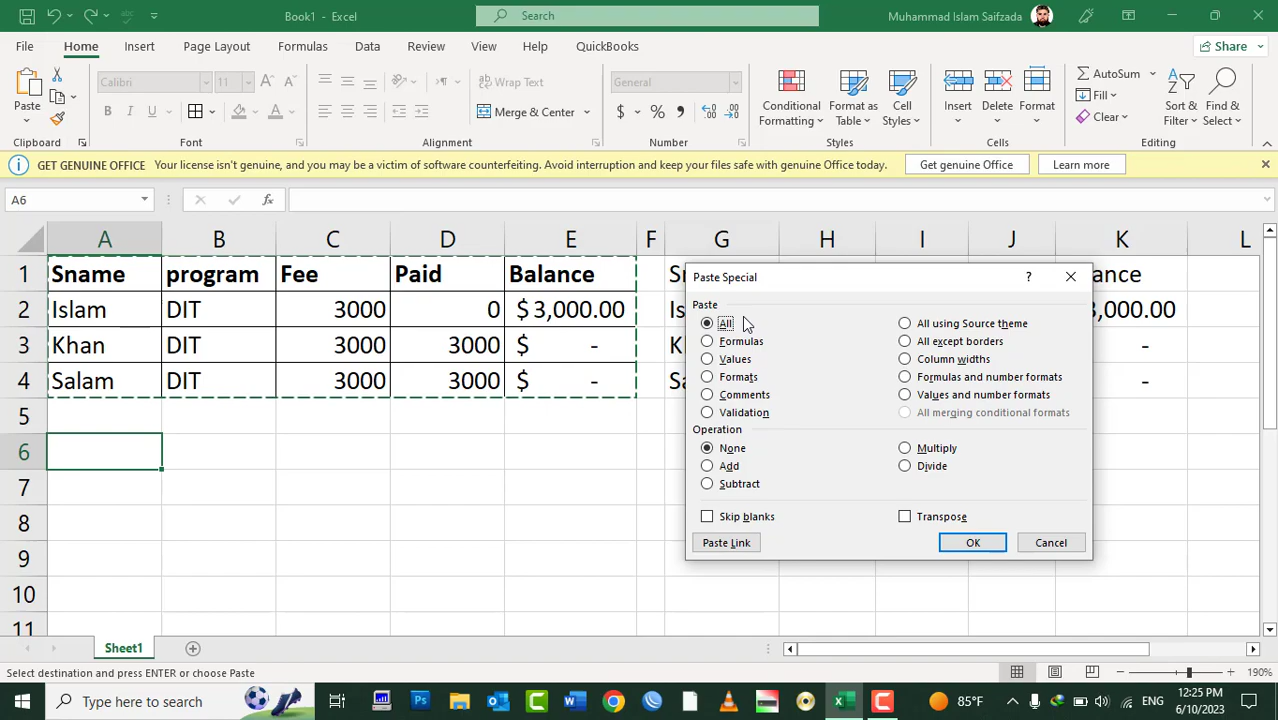 Book1 - Excel
Search
Muhammad Islam Saifzada
File Home Insert Page Layout Formulas Data Review View Help QuickBooks Share
Paste
Calibri 11
B I U
Wrap Text
Merge & Center
General
$ % ,
Conditional Formatting
Format as Table
Cell Styles
Insert Delete Format
AutoSum
Fill
Clear
Sort & Filter
Find & Select
Clipboard Font Alignment Number Styles Cells Editing
GET GENUINE OFFICE Your license isn't genuine, and you may be a victim of software counterfeiting. Avoid interruption and keep your files safe with genuine Office today. Get genuine Office Learn more
A6 fx
A B C D E F G H I J K L
1 Sname program Fee Paid Balance
2 Islam DIT 3000 0 $ 3,000.00 ,000.00
3 Khan DIT 3000 3000 $ - -
4 Salam DIT 3000 3000 $ - -
5
6
7
8
9
10
11
Paste Special ?
Paste
All All using Source theme
Formulas All except borders
Values Column widths
Formats Formulas and number formats
Comments Values and number formats
Validation All merging conditional formats
Operation
None Multiply
Add Divide
Subtract
Skip blanks Transpose
Paste Link OK Cancel
Sheet1
Select destination and press ENTER or choose Paste 190%
Type here to search
85°F
ENG
12:25 PM
6/10/2023